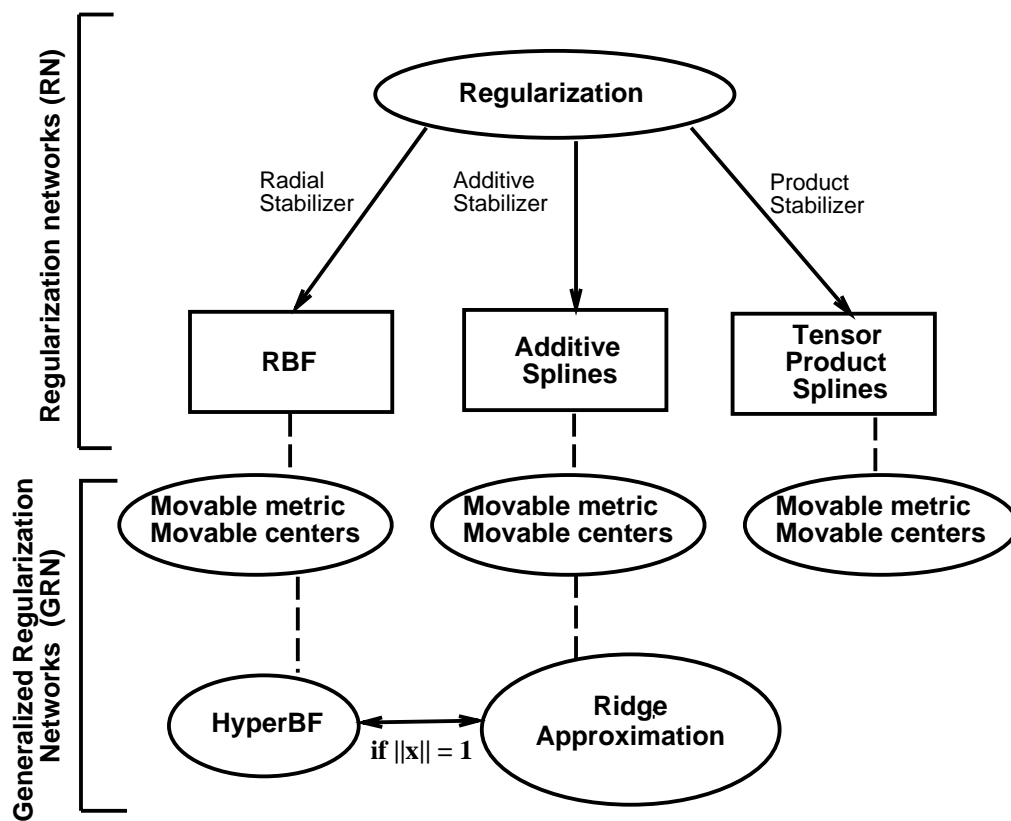 Regularization networks (RN)
Regularization
Radial
Stabilizer
Additive
Stabilizer
Product
Stabilizer
RBF
Additive
Splines
Tensor
Product
Splines
Generalized Regularization
Networks (GRN)
Movable metric
Movable centers
Movable metric
Movable centers
Movable metric
Movable centers
HyperBF
if ||x|| = 1
Ridge
Approximation